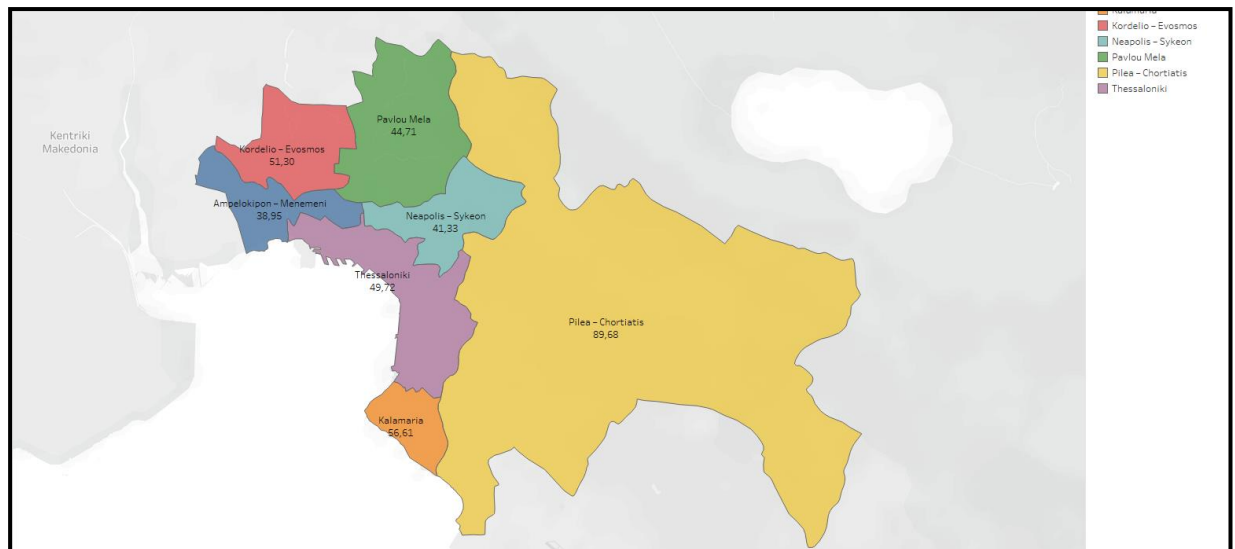 Kordelio – Evosmos
Neapolis – Sykeon
Pavlou Mela
Pilea – Chortiatis
Thessaloniki
Kentriki
Makedonia
Pavlou Mela
44,71
Kordelio – Evosmos
51,30
Ampelokipon – Menemeni
38,95
Neapolis – Sykeon
41,33
Thessaloniki
49,72
Pilea – Chortiatis
89,68
Kalamaria
56,61